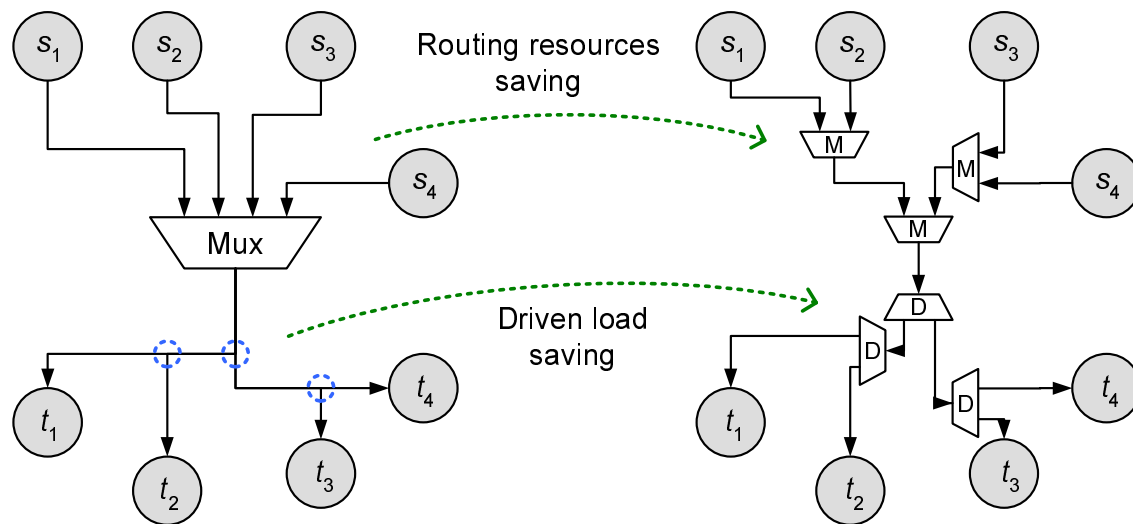 s1 s2 s3
Routing resources
saving
s1 s2 s3
M
M
s4
s4
Mux
M
D
Driven load
saving
D
D
t1 t2 t3 t4
t1 t2 t3 t4